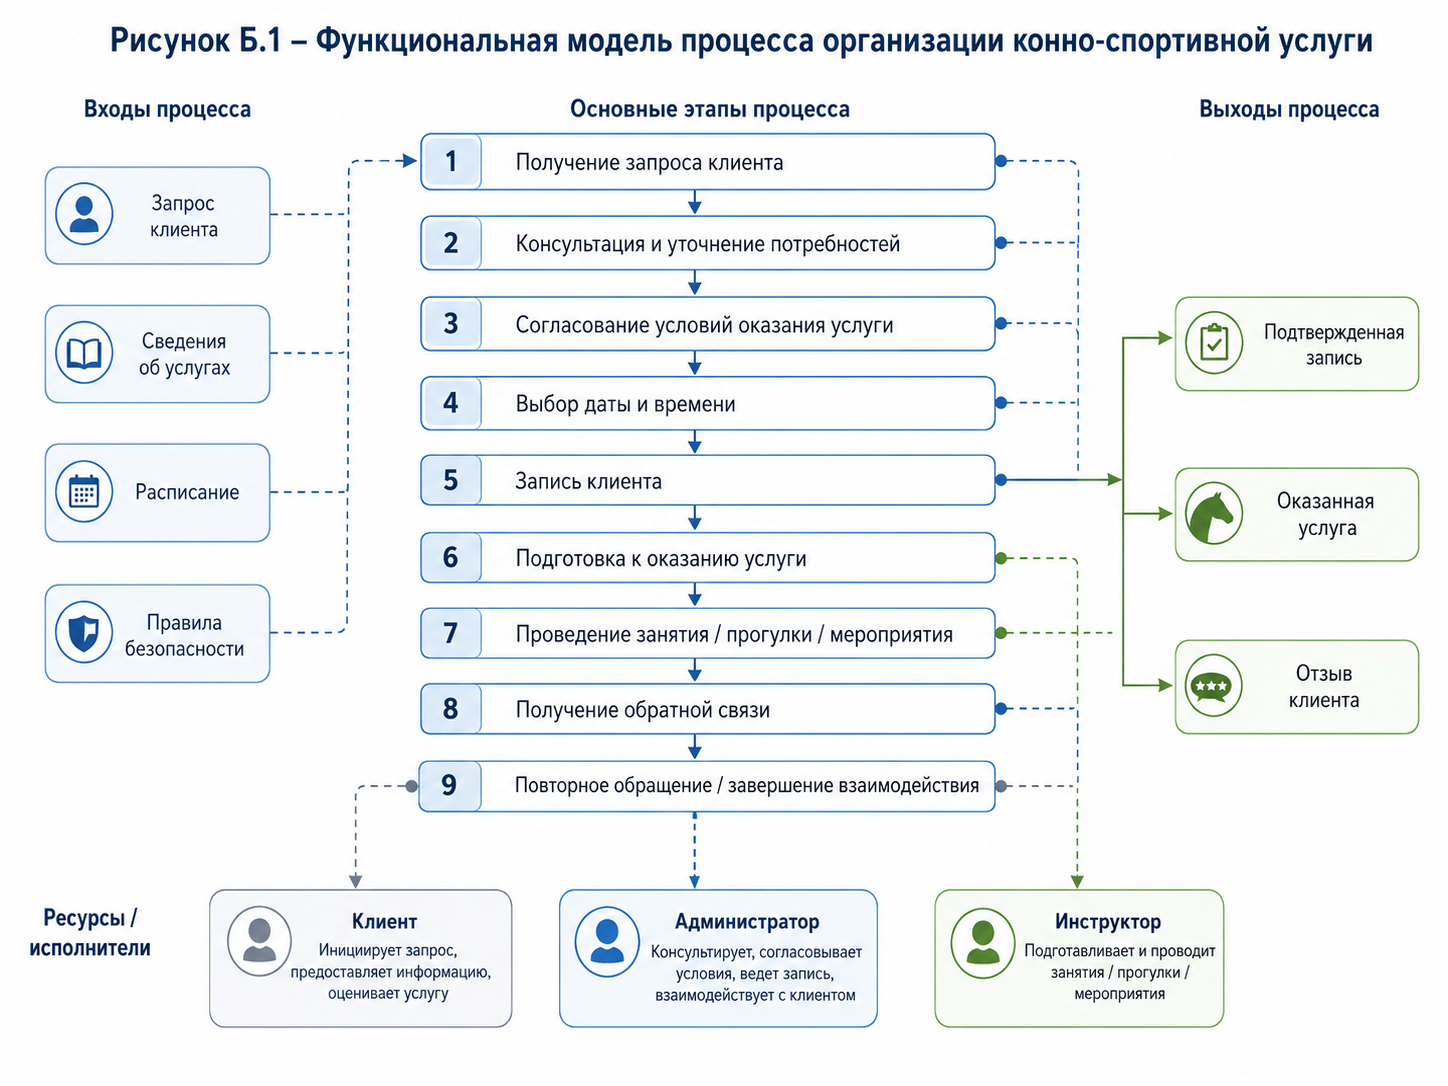 Рисунок Б.1 – Функциональная модель процесса организации конно-спортивной услуги
Входы процесса
Основные этапы процесса
Выходы процесса
Запрос
клиента
Сведения
об услугах
Расписание
Правила
безопасности
1 Получение запроса клиента
2 Консультация и уточнение потребностей
3 Согласование условий оказания услуги
4 Выбор даты и времени
5 Запись клиента
6 Подготовка к оказанию услуги
7 Проведение занятия / прогулки / мероприятия
8 Получение обратной связи
9 Повторное обращение / завершение взаимодействия
Подтвержденная
запись
Оказанная
услуга
Отзыв
клиента
Ресурсы /
исполнители
Клиент
Инициирует запрос,
предоставляет информацию,
оценивает услугу
Администратор
Консультирует, согласовывает
условия, ведет запись,
взаимодействует с клиентом
Инструктор
Подготавливает и проводит
занятия / прогулки /
мероприятия